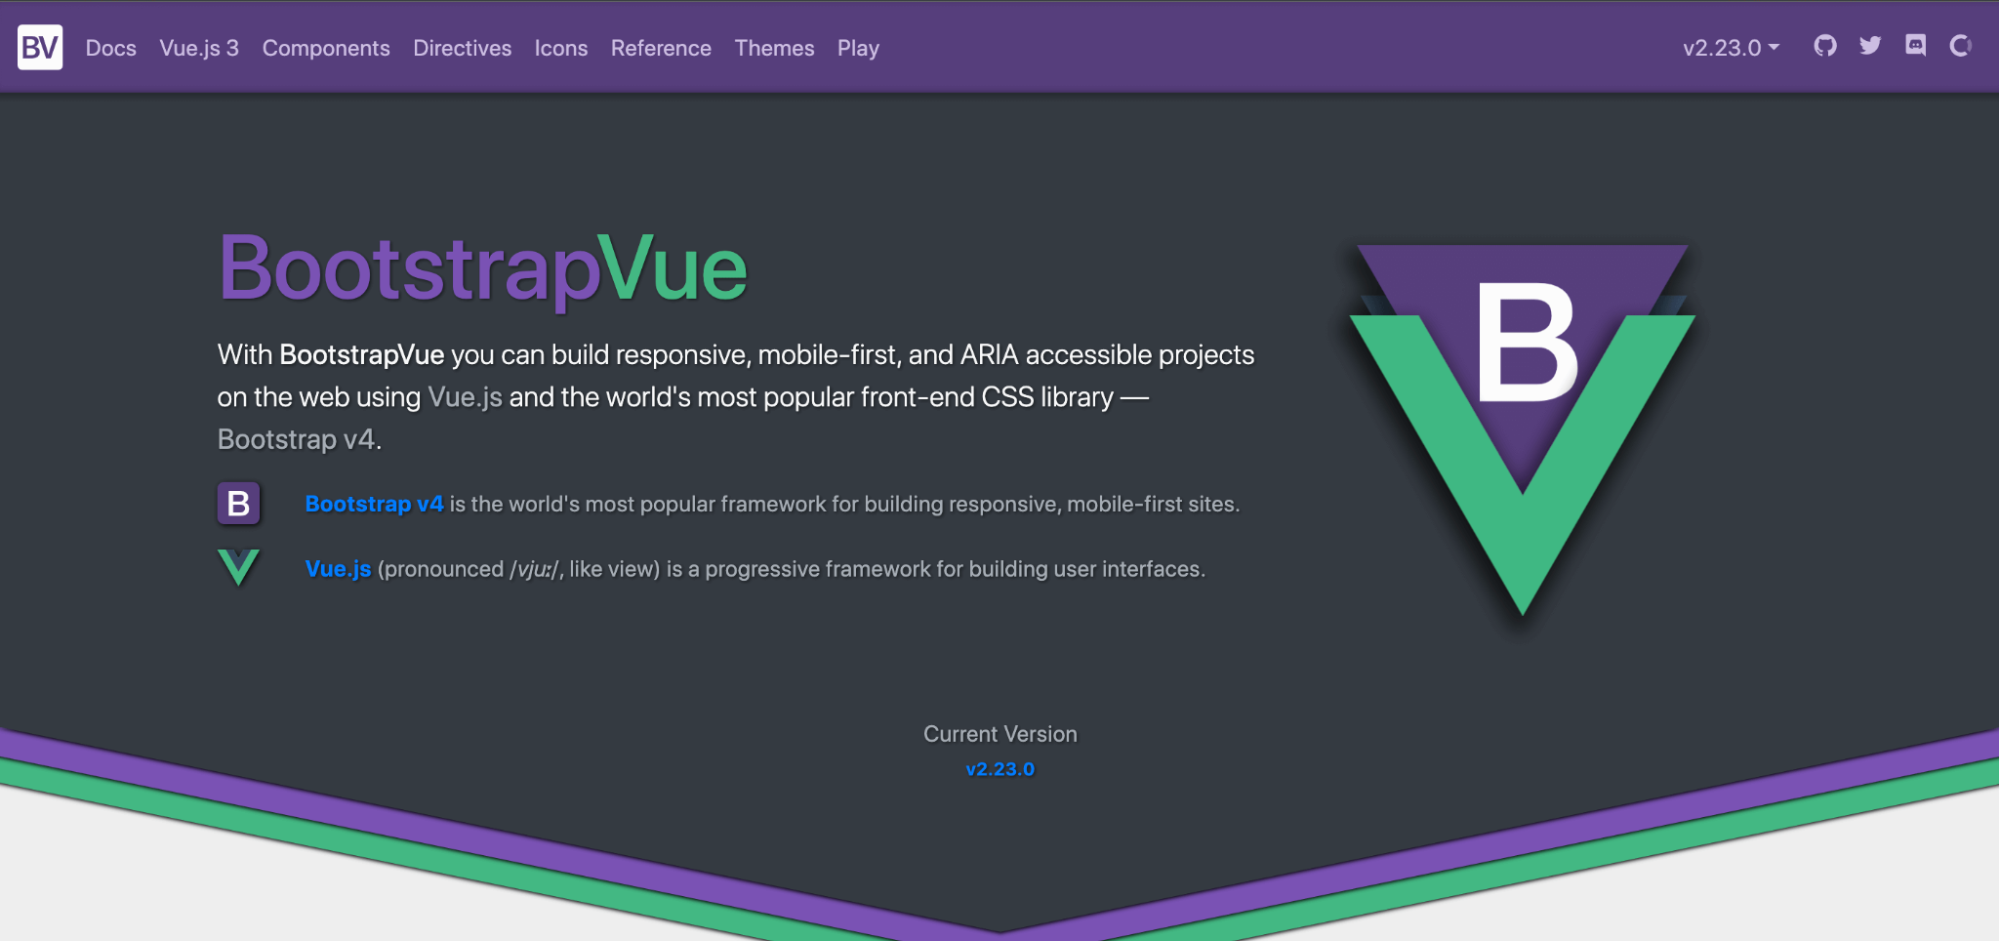 BV Docs Vue.js 3 Components Directives Icons Reference Themes Play v2.23.0
BootstrapVue
With BootstrapVue you can build responsive, mobile-first, and ARIA accessible projects
on the web using Vue.js and the world's most popular front-end CSS library —
Bootstrap v4.
B
B Bootstrap v4 is the world's most popular framework for building responsive, mobile-first sites.
Vue.js (pronounced /vjuː/, like view) is a progressive framework for building user interfaces.
Current Version
v2.23.0